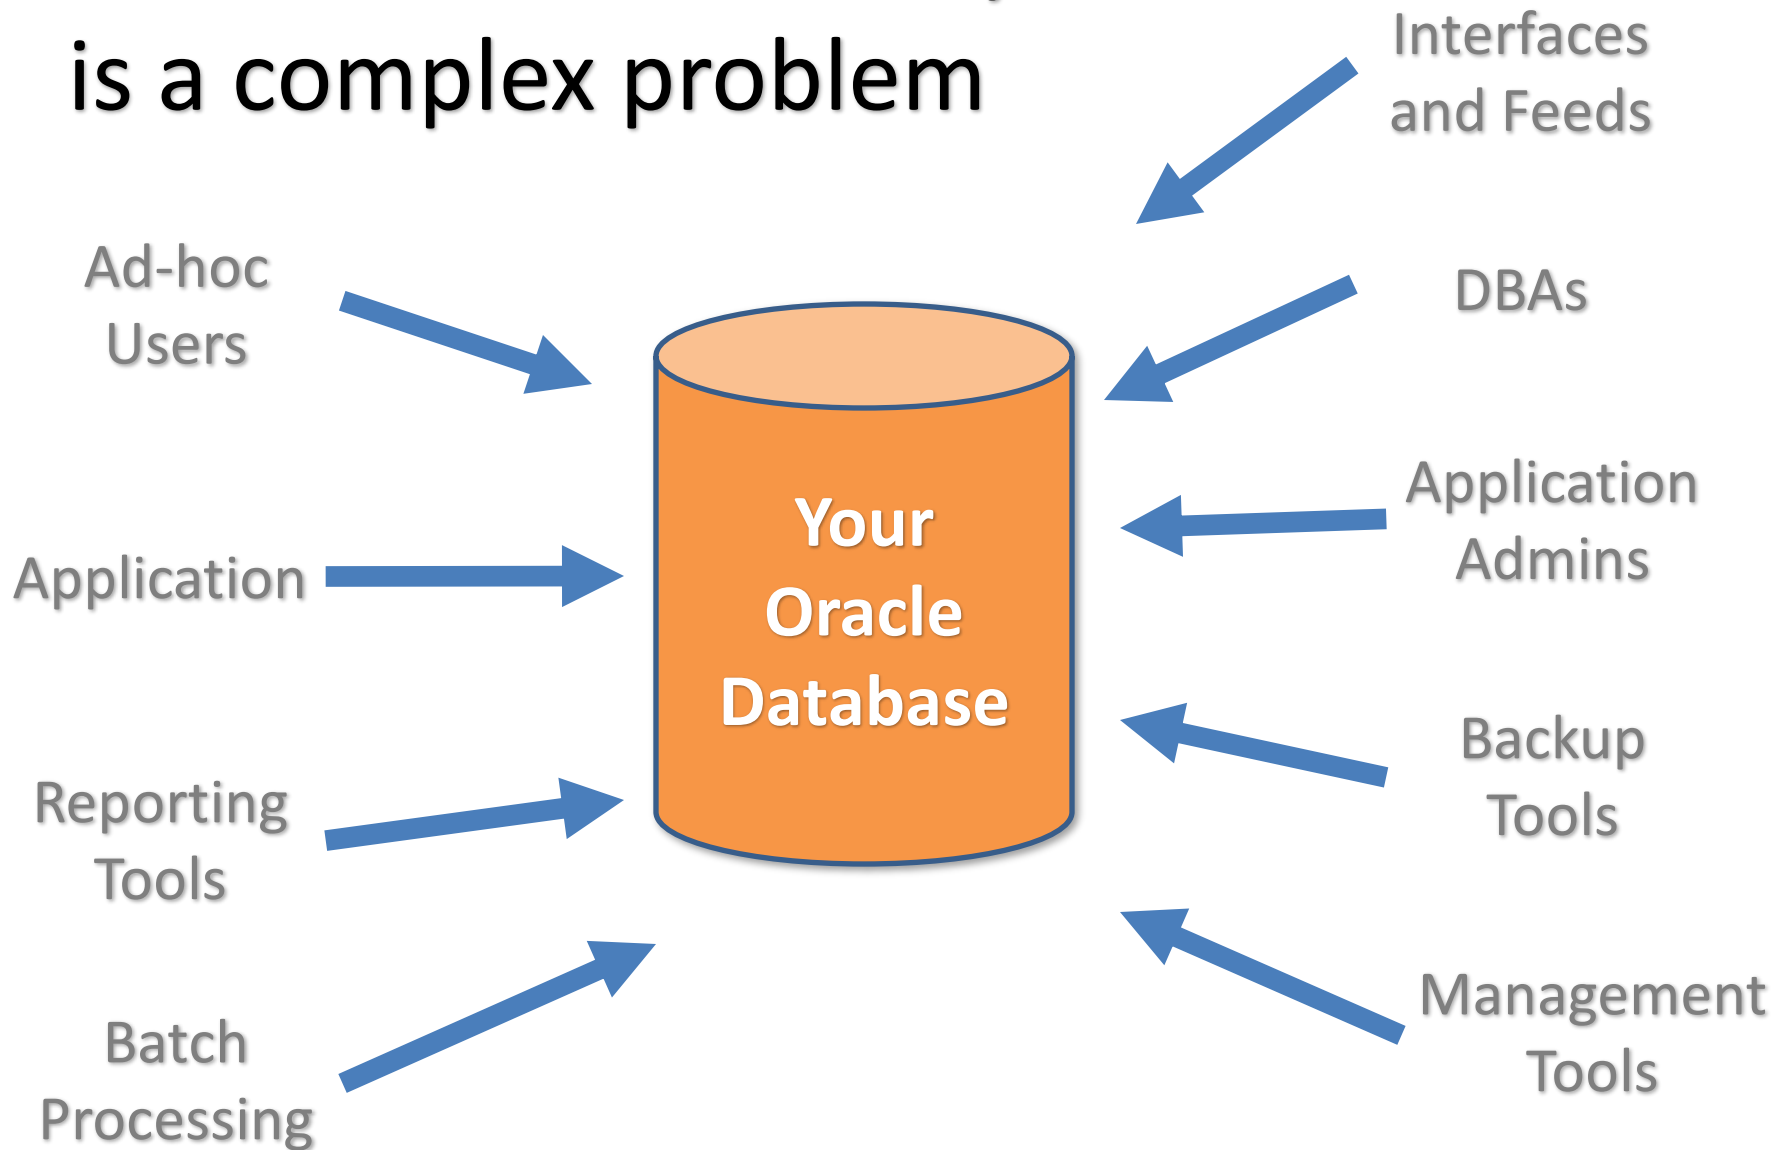 is a complex problem
Interfaces
and Feeds
Ad-hoc
Users
DBAs
Your
Oracle
Database
Application
Application
Admins
Reporting
Tools
Backup
Tools
Batch
Processing
Management
Tools